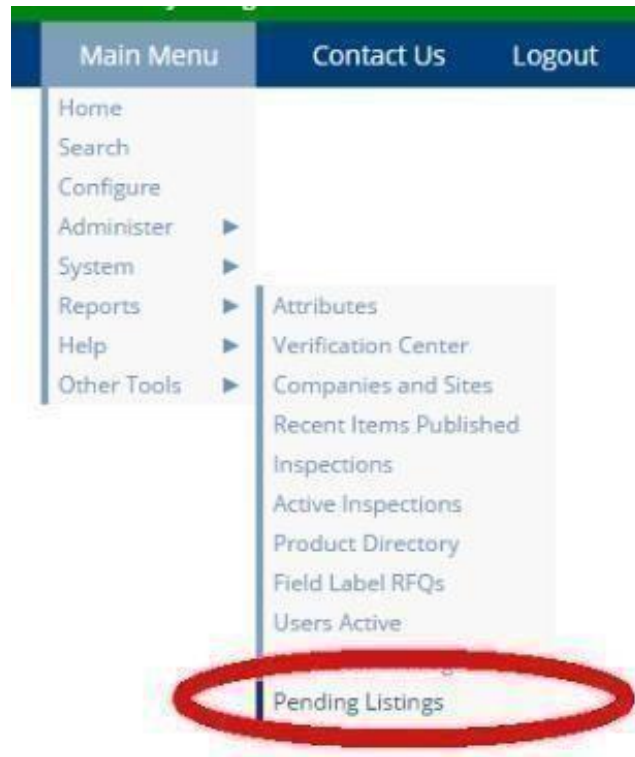 Main Menu Contact Us Logout
Home
Search
Configure
Administer
System
Reports
Help
Other Tools
Attributes
Verification Center
Companies and Sites
Recent Items Published
Inspections
Active Inspections
Product Directory
Field Label RFQs
Users Active
Pending Listings